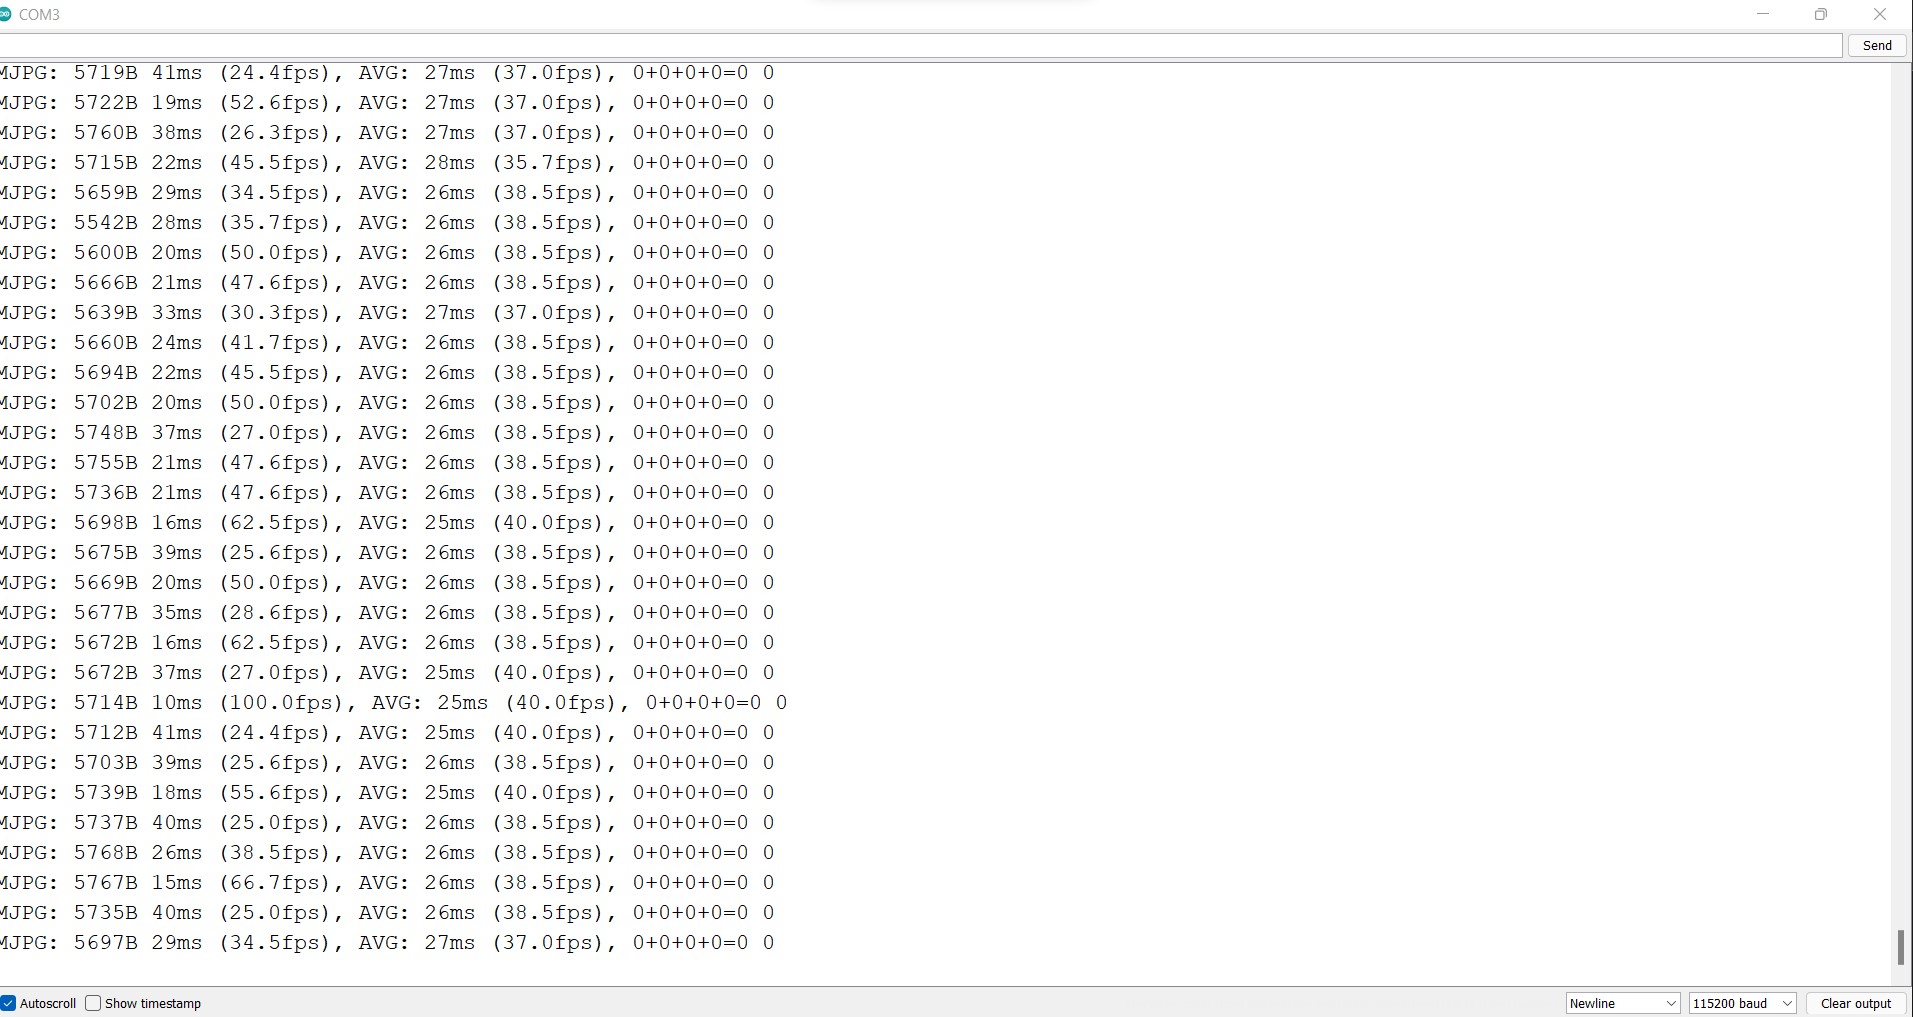 COM3
Send
MJPG: 5719B 41ms (24.4fps), AVG: 27ms (37.0fps), 0+0+0+0=0 0
MJPG: 5722B 19ms (52.6fps), AVG: 27ms (37.0fps), 0+0+0+0=0 0
MJPG: 5760B 38ms (26.3fps), AVG: 27ms (37.0fps), 0+0+0+0=0 0
MJPG: 5715B 22ms (45.5fps), AVG: 28ms (35.7fps), 0+0+0+0=0 0
MJPG: 5659B 29ms (34.5fps), AVG: 26ms (38.5fps), 0+0+0+0=0 0
MJPG: 5542B 28ms (35.7fps), AVG: 26ms (38.5fps), 0+0+0+0=0 0
MJPG: 5600B 20ms (50.0fps), AVG: 26ms (38.5fps), 0+0+0+0=0 0
MJPG: 5666B 21ms (47.6fps), AVG: 26ms (38.5fps), 0+0+0+0=0 0
MJPG: 5639B 33ms (30.3fps), AVG: 27ms (37.0fps), 0+0+0+0=0 0
MJPG: 5660B 24ms (41.7fps), AVG: 26ms (38.5fps), 0+0+0+0=0 0
MJPG: 5694B 22ms (45.5fps), AVG: 26ms (38.5fps), 0+0+0+0=0 0
MJPG: 5702B 20ms (50.0fps), AVG: 26ms (38.5fps), 0+0+0+0=0 0
MJPG: 5748B 37ms (27.0fps), AVG: 26ms (38.5fps), 0+0+0+0=0 0
MJPG: 5755B 21ms (47.6fps), AVG: 26ms (38.5fps), 0+0+0+0=0 0
MJPG: 5736B 21ms (47.6fps), AVG: 26ms (38.5fps), 0+0+0+0=0 0
MJPG: 5698B 16ms (62.5fps), AVG: 25ms (40.0fps), 0+0+0+0=0 0
MJPG: 5675B 39ms (25.6fps), AVG: 26ms (38.5fps), 0+0+0+0=0 0
MJPG: 5669B 20ms (50.0fps), AVG: 26ms (38.5fps), 0+0+0+0=0 0
MJPG: 5677B 35ms (28.6fps), AVG: 26ms (38.5fps), 0+0+0+0=0 0
MJPG: 5672B 16ms (62.5fps), AVG: 26ms (38.5fps), 0+0+0+0=0 0
MJPG: 5672B 37ms (27.0fps), AVG: 25ms (40.0fps), 0+0+0+0=0 0
MJPG: 5714B 10ms (100.0fps), AVG: 25ms (40.0fps), 0+0+0+0=0 0
MJPG: 5712B 41ms (24.4fps), AVG: 25ms (40.0fps), 0+0+0+0=0 0
MJPG: 5703B 39ms (25.6fps), AVG: 26ms (38.5fps), 0+0+0+0=0 0
MJPG: 5739B 18ms (55.6fps), AVG: 25ms (40.0fps), 0+0+0+0=0 0
MJPG: 5737B 40ms (25.0fps), AVG: 26ms (38.5fps), 0+0+0+0=0 0
MJPG: 5768B 26ms (38.5fps), AVG: 26ms (38.5fps), 0+0+0+0=0 0
MJPG: 5767B 15ms (66.7fps), AVG: 26ms (38.5fps), 0+0+0+0=0 0
MJPG: 5735B 40ms (25.0fps), AVG: 26ms (38.5fps), 0+0+0+0=0 0
MJPG: 5697B 29ms (34.5fps), AVG: 27ms (37.0fps), 0+0+0+0=0 0
Autoscroll Show timestamp Newline 115200 baud Clear output